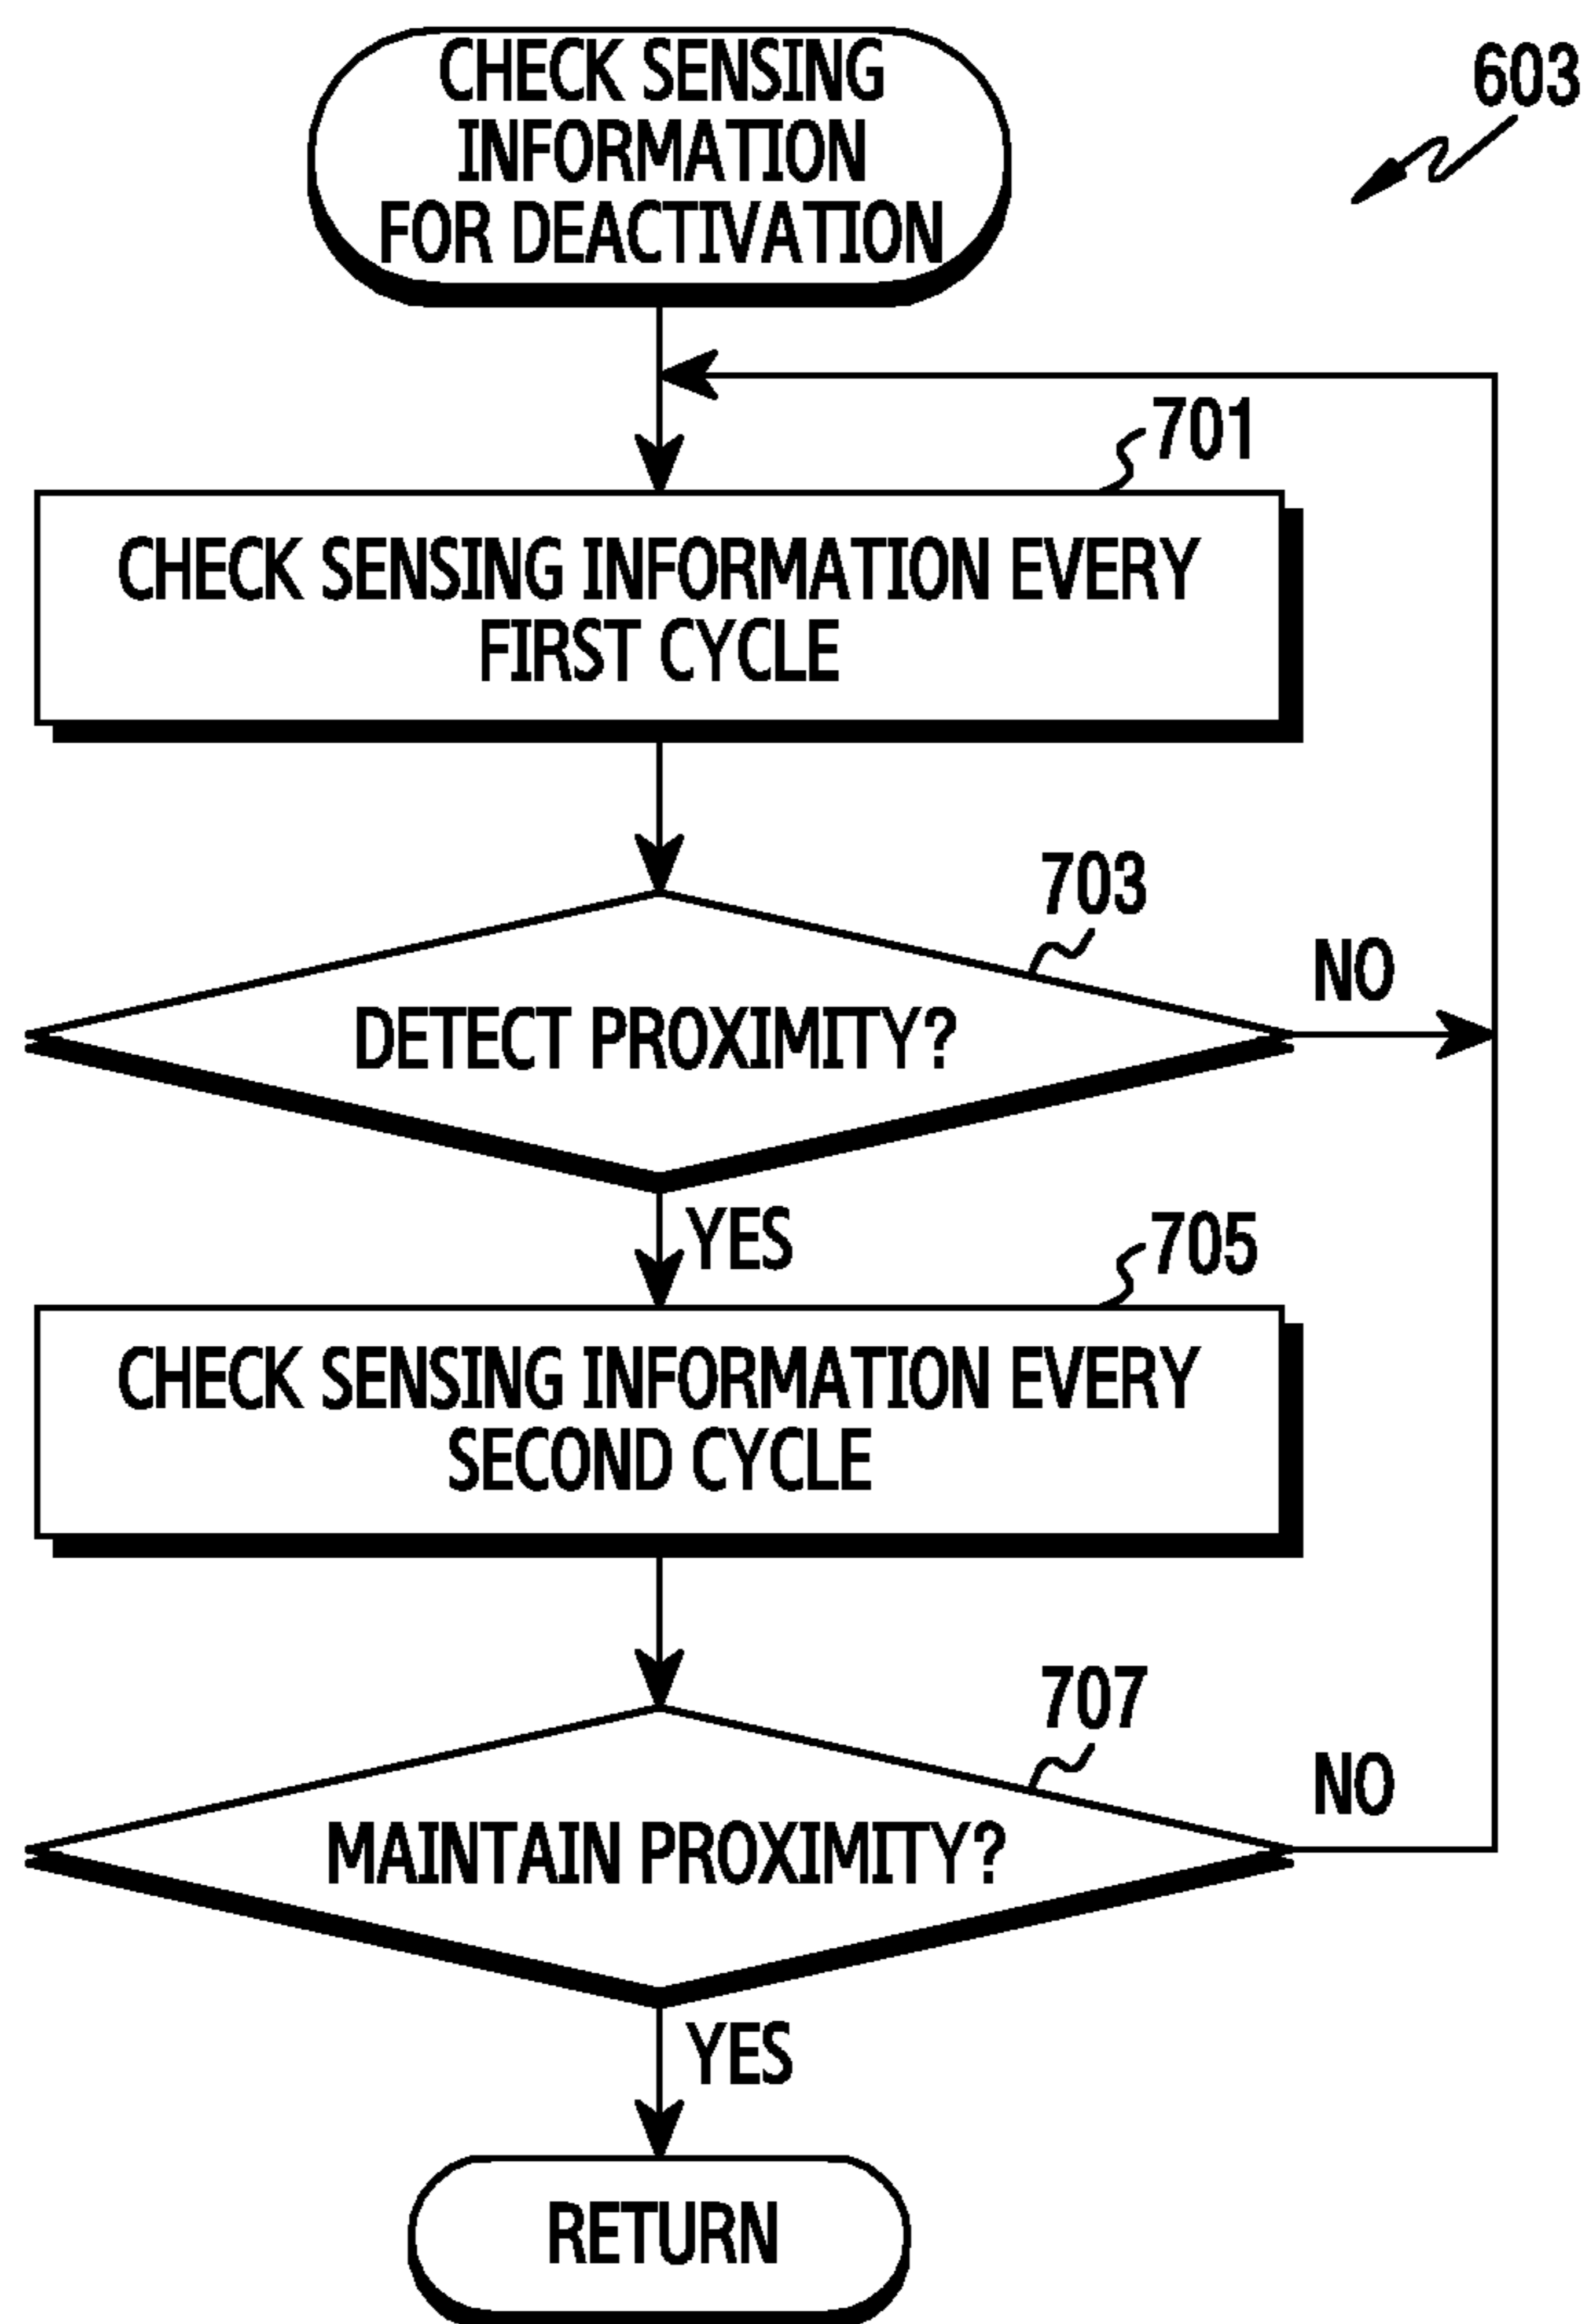 CHECK SENSING
INFORMATION
FOR DEACTIVATION
603
701
CHECK SENSING INFORMATION EVERY
FIRST CYCLE
703
DETECT PROXIMITY?
NO
YES
705
CHECK SENSING INFORMATION EVERY
SECOND CYCLE
707
MAINTAIN PROXIMITY?
NO
YES
RETURN